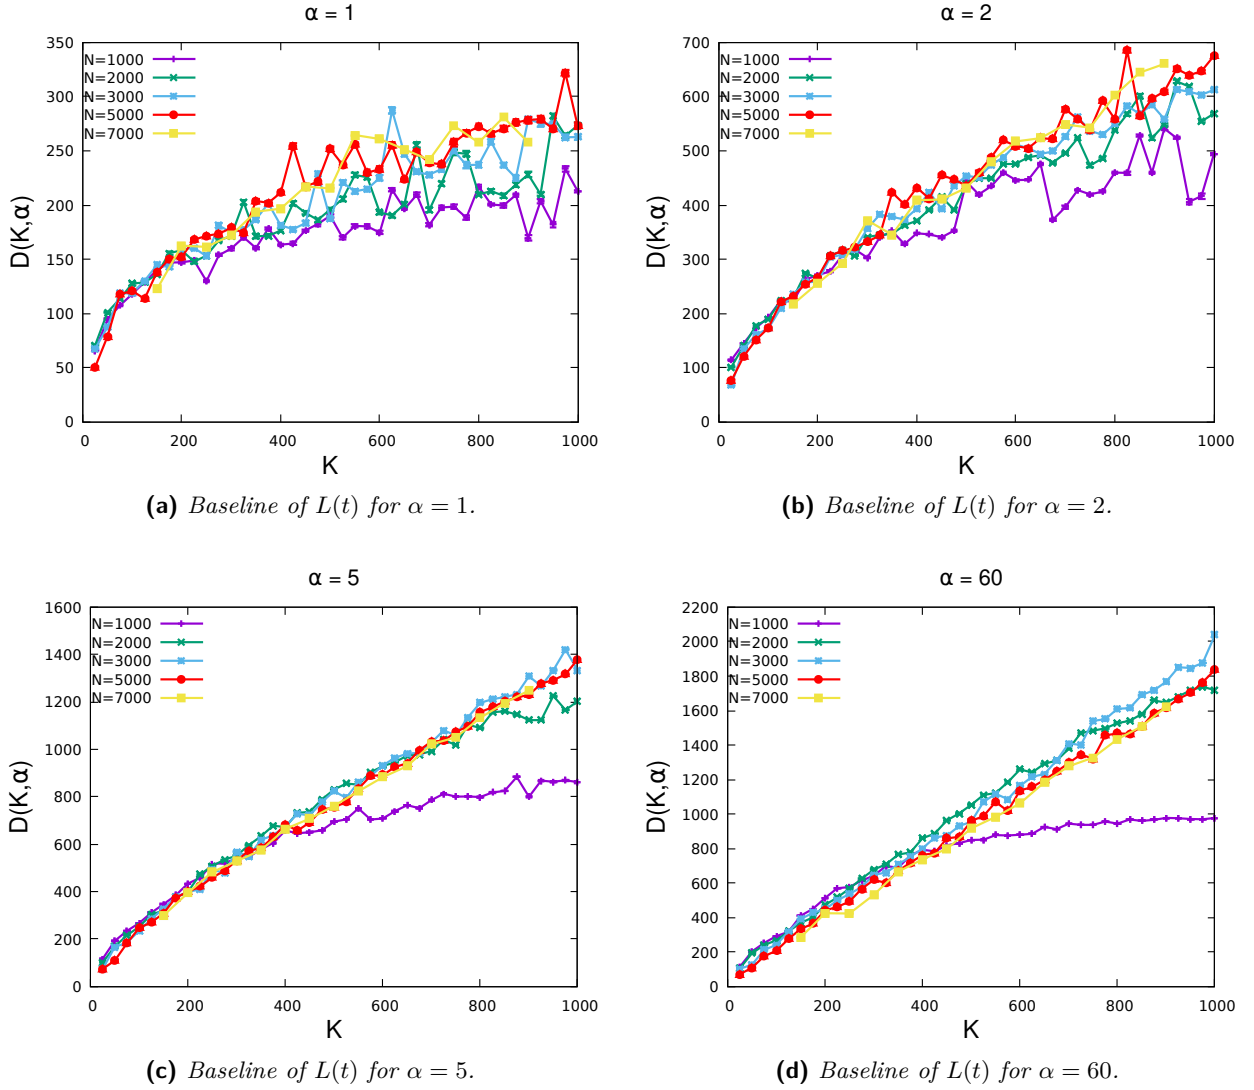 α = 1
350
300
250
200
150
100
50
0
D(K,α)
N=1000
N=2000
N=3000
N=5000
N=7000
0 200 400 600 800 1000
K
(a) Baseline of L(t) for α = 1.
α = 2
700
600
500
400
300
200
100
0
D(K,α)
N=1000
N=2000
N=3000
N=5000
N=7000
0 200 400 600 800 1000
K
(b) Baseline of L(t) for α = 2.
α = 5
1600
1400
1200
1000
800
600
400
200
0
D(K,α)
N=1000
N=2000
N=3000
N=5000
N=7000
0 200 400 600 800 1000
K
(c) Baseline of L(t) for α = 5.
α = 60
2200
2000
1800
1600
1400
1200
1000
800
600
400
200
0
D(K,α)
N=1000
N=2000
N=3000
N=5000
N=7000
0 200 400 600 800 1000
K
(d) Baseline of L(t) for α = 60.